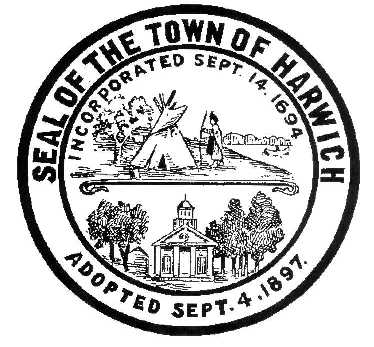 SEAL OF THE TOWN OF HARWICH
INCORPORATED SEPT. 14, 1694
ADOPTED SEPT. 4, 1897.